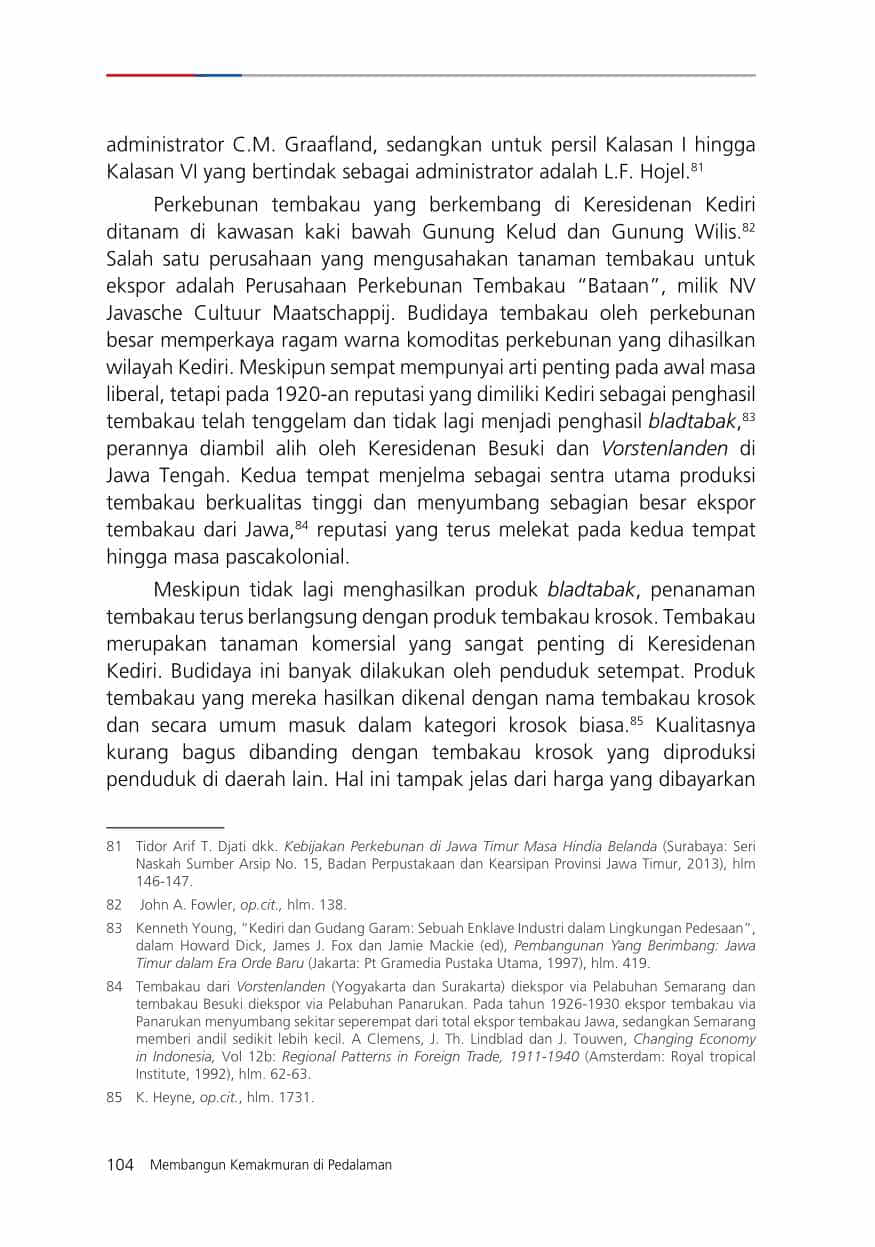 administrator C.M. Graafland, sedangkan untuk persil Kalasan I hingga
Kalasan VI yang bertindak sebagai administrator adalah L.F. Hojel.81
Perkebunan tembakau yang berkembang di Keresidenan Kediri
ditanam di kawasan kaki bawah Gunung Kelud dan Gunung Wilis.82
Salah satu perusahaan yang mengusahakan tanaman tembakau untuk
ekspor adalah Perusahaan Perkebunan Tembakau “Bataan”, milik NV
Javasche Cultuur Maatschappij. Budidaya tembakau oleh perkebunan
besar memperkaya ragam warna komoditas perkebunan yang dihasilkan
wilayah Kediri. Meskipun sempat mempunyai arti penting pada awal masa
liberal, tetapi pada 1920-an reputasi yang dimiliki Kediri sebagai penghasil
tembakau telah tenggelam dan tidak lagi menjadi penghasil bladtabak,83
perannya diambil alih oleh Keresidenan Besuki dan Vorstenlanden di
Jawa Tengah. Kedua tempat menjelma sebagai sentra utama produksi
tembakau berkualitas tinggi dan menyumbang sebagian besar ekspor
tembakau dari Jawa,84 reputasi yang terus melekat pada kedua tempat
hingga masa pascakolonial.
Meskipun tidak lagi menghasilkan produk bladtabak, penanaman
tembakau terus berlangsung dengan produk tembakau krosok. Tembakau
merupakan tanaman komersial yang sangat penting di Keresidenan
Kediri. Budidaya ini banyak dilakukan oleh penduduk setempat. Produk
tembakau yang mereka hasilkan dikenal dengan nama tembakau krosok
dan secara umum masuk dalam kategori krosok biasa.85 Kualitasnya
kurang bagus dibanding dengan tembakau krosok yang diproduksi
penduduk di daerah lain. Hal ini tampak jelas dari harga yang dibayarkan
81 Tidor Arif T. Djati dkk. Kebijakan Perkebunan di Jawa Timur Masa Hindia Belanda (Surabaya: Seri
Naskah Sumber Arsip No. 15, Badan Perpustakaan dan Kearsipan Provinsi Jawa Timur, 2013), hlm
146-147.
82 John A. Fowler, op.cit., hlm. 138.
83 Kenneth Young, “Kediri dan Gudang Garam: Sebuah Enklave Industri dalam Lingkungan Pedesaan”,
dalam Howard Dick, James J. Fox dan Jamie Mackie (ed), Pembangunan Yang Berimbang: Jawa
Timur dalam Era Orde Baru (Jakarta: Pt Gramedia Pustaka Utama, 1997), hlm. 419.
84 Tembakau dari Vorstenlanden (Yogyakarta dan Surakarta) diekspor via Pelabuhan Semarang dan
tembakau Besuki diekspor via Pelabuhan Panarukan. Pada tahun 1926-1930 ekspor tembakau via
Panarukan menyumbang sekitar seperempat dari total ekspor tembakau Jawa, sedangkan Semarang
memberi andil sedikit lebih kecil. A Clemens, J. Th. Lindblad dan J. Touwen, Changing Economy
in Indonesia, Vol 12b: Regional Patterns in Foreign Trade, 1911-1940 (Amsterdam: Royal tropical
Institute, 1992), hlm. 62-63.
85 K. Heyne, op.cit., hlm. 1731.
104 Membangun Kemakmuran di Pedalaman